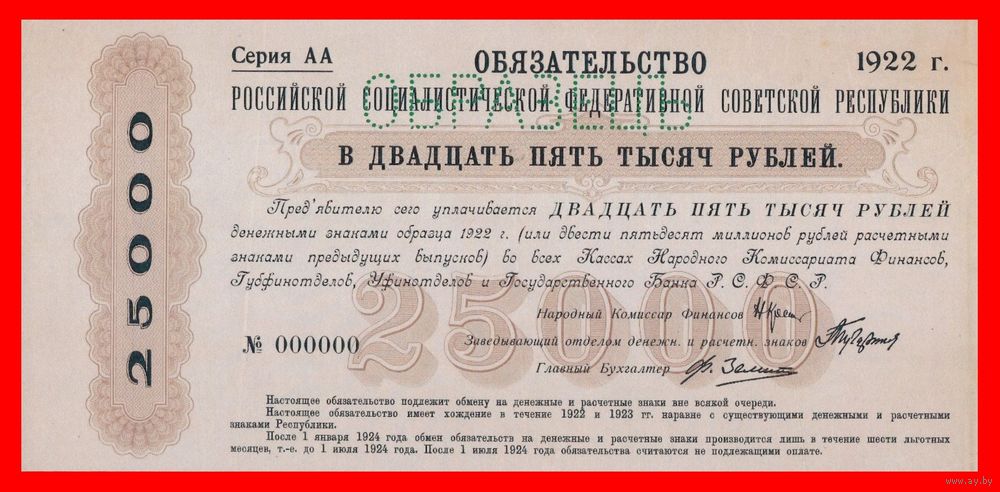 Серия АА
ОБЯЗАТЕЛЬСТВО
1922 г.
ОБРАЗЕЦЪ
РОССИЙСКОЙ СОЦИАЛИСТИЧЕСКОЙ ФЕДЕРАТИВНОЙ СОВЕТСКОЙ РЕСПУБЛИКИ
В ДВАДЦАТЬ ПЯТЬ ТЫСЯЧ РУБЛЕЙ.
25000
Пред'явителю сего уплачивается ДВАДЦАТЬ ПЯТЬ ТЫСЯЧ РУБЛЕЙ
денежными знаками образца 1922 г. (или двести пятьдесят миллионов рублей расчетными
знаками предыдущих выпусков) во всех Кассах Народного Комиссариата Финансов,
Губфинотделов, Уфинотделов и Государственного Банка Р. С. Ф. С. Р.
25000
Народный Комиссар Финансов
№ 000000
Заведывающий отделом денежн. и расчетн. знаков
Главный Бухгалтер
Настоящее обязательство подлежит обмену на денежные и расчетные знаки вне всякой очереди.
Настоящее обязательство имеет хождение в течение 1922 и 1923 гг. наравне с существующими денежными и расчетными
знаками Республики.
После 1 января 1924 года обмен обязательств на денежные и расчетные знаки производится лишь в течение шести льготных
месяцев, т.-е. до 1 июля 1924 года. После 1 июля 1924 года обязательства считаются не подлежащими оплате.
www.ay.by